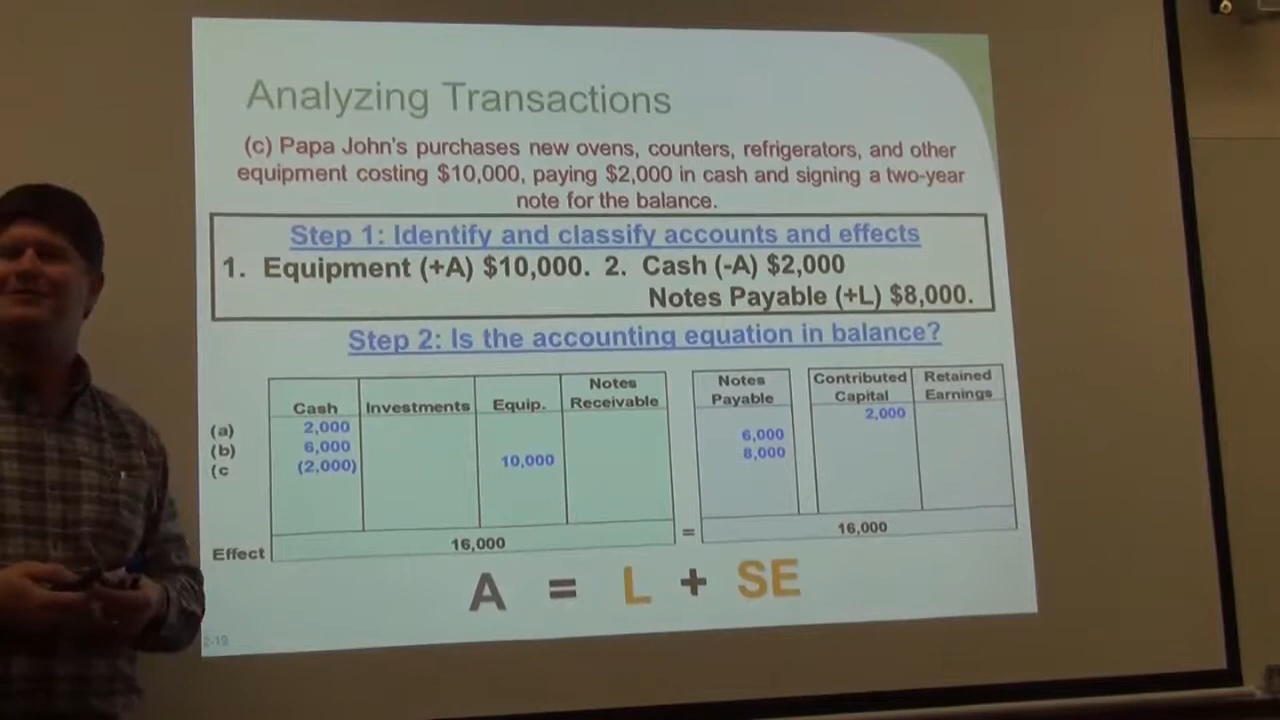 Analyzing Transactions
(c) Papa John's purchases new ovens, counters, refrigerators, and other
equipment costing $10,000, paying $2,000 in cash and signing a two-year
note for the balance.
Step 1: Identify and classify accounts and effects
1. Equipment (+A) $10,000. 2. Cash (-A) $2,000
Notes Payable (+L) $8,000.
Step 2: Is the accounting equation in balance?
Cash Investments Equip. Notes Receivable Notes Payable Contributed Capital Retained Earnings
(a) 2,000 2,000
(b) 6,000 6,000
(c (2,000) 10,000 8,000
Effect 16,000 = 16,000
A = L + SE
2-19